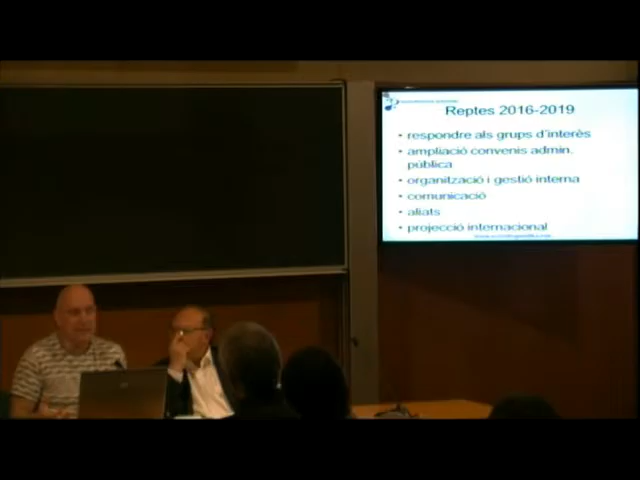 Reptes 2016-2019
• respondre als grups d'interès
• ampliació convenis admin.
pública
• organització i gestió interna
• comunicació
• aliats
• projecció internacional